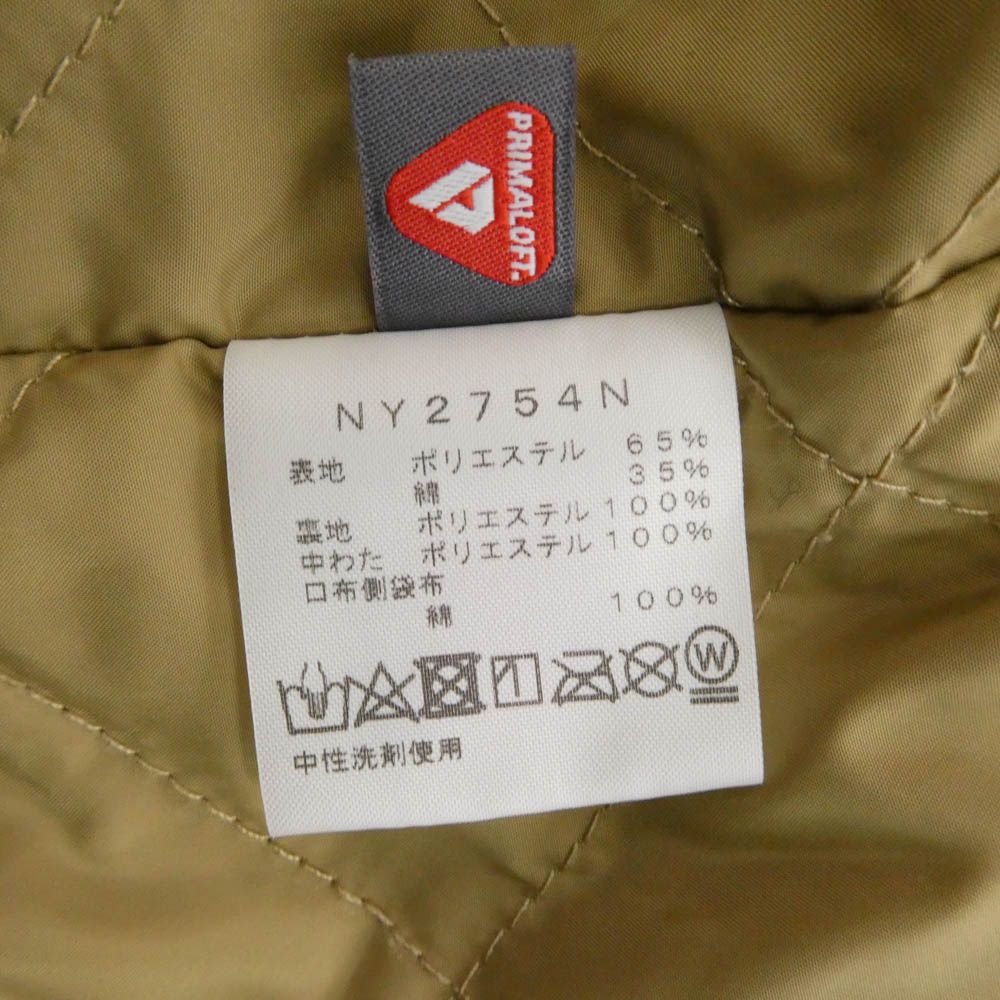 PRIMALOFT.
NY2754N
表地 ポリエステル 65%
綿 35%
裏地 ポリエステル 100%
中わた ポリエステル 100%
口布側袋布
綿 100%
W
中性洗剤使用